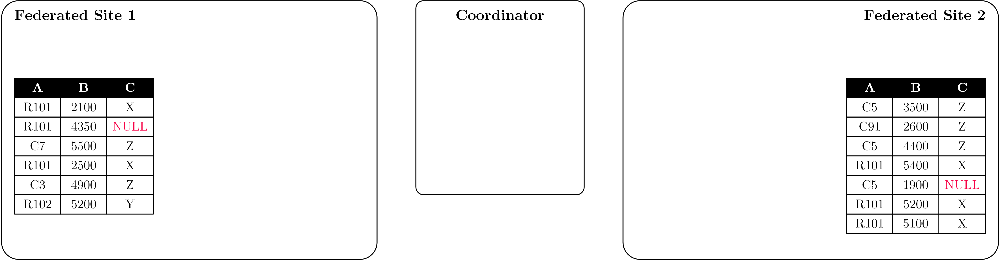 Federated Site 1
A B C
R101 2100 X
R101 4350 NULL
C7 5500 Z
R101 2500 X
C3 4900 Z
R102 5200 Y
Coordinator
Federated Site 2
A B C
C5 3500 Z
C91 2600 Z
C5 4400 Z
R101 5400 X
C5 1900 NULL
R101 5200 X
R101 5100 X